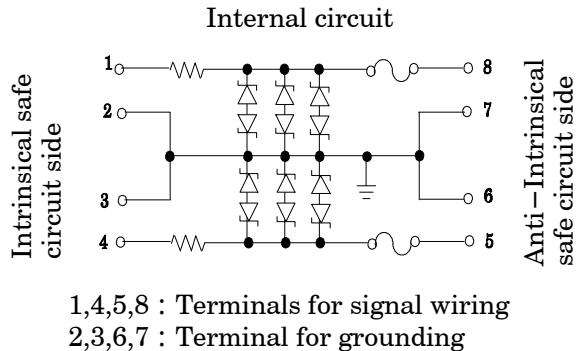 Internal circuit
1
8
2
7
3
6
4
5
Intrinsical safe
circuit side
Anti-Intrinsical
safe circuit side
1,4,5,8 : Terminals for signal wiring
2,3,6,7 : Terminal for grounding